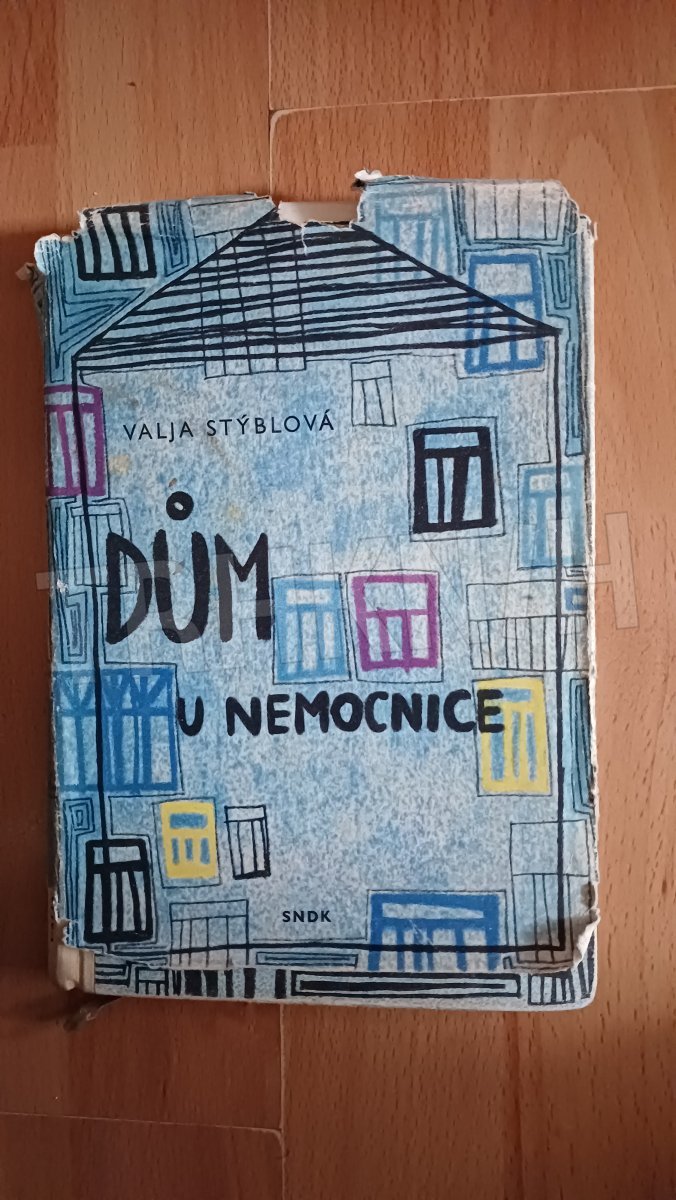 VALJA STÝBLOVÁ
DŮM
U NEMOCNICE
SNDK